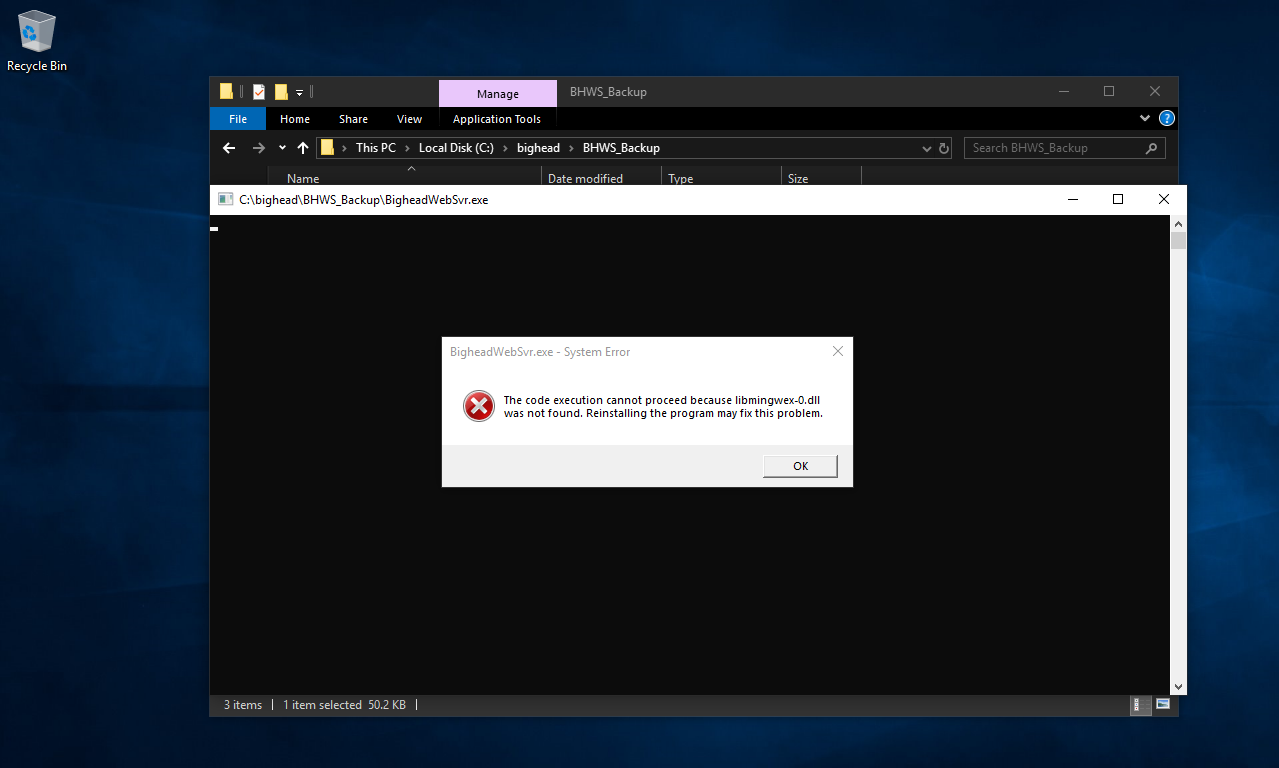 Recycle Bin
Manage
BHWS_Backup
File
Home
Share
View
Application Tools
This PC > Local Disk (C:) > bighead > BHWS_Backup
Search BHWS_Backup
Name
Date modified
Type
Size
C:\bighead\BHWS_Backup\BigheadWebSvr.exe
BigheadWebSvr.exe - System Error
The code execution cannot proceed because libmingwex-0.dll
was not found. Reinstalling the program may fix this problem.
OK
3 items
1 item selected 50.2 KB